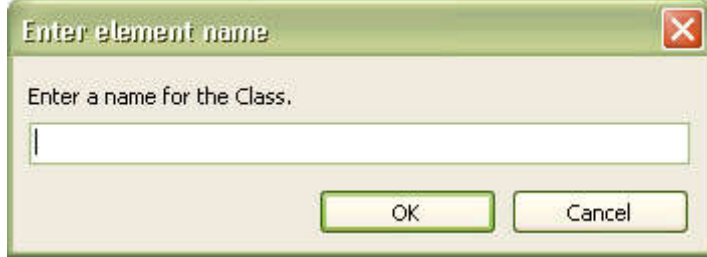 Enter element name
Enter a name for the Class.
OK
Cancel